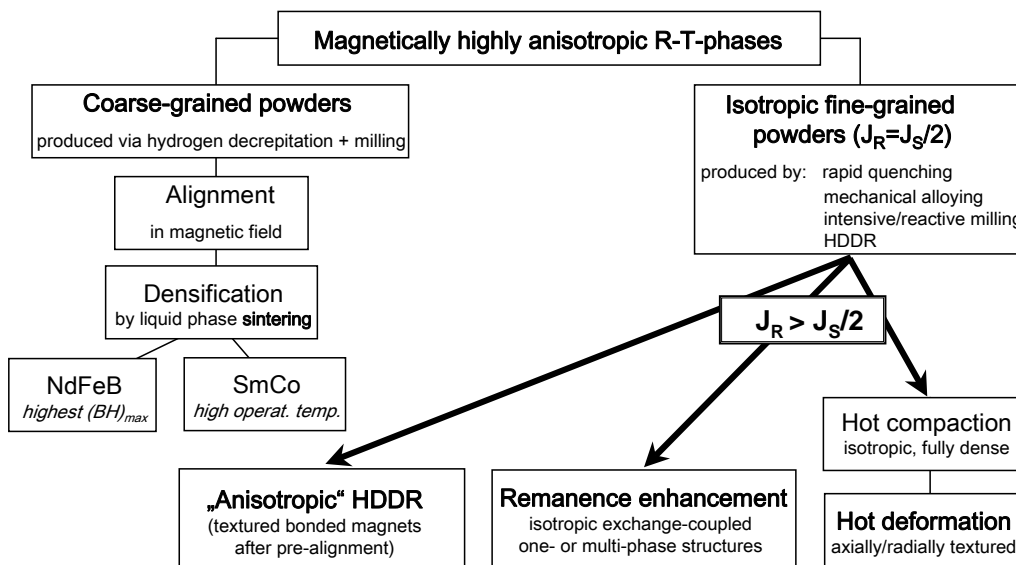 Magnetically highly anisotropic R-T-phases
Coarse-grained powders
produced via hydrogen decrepitation + milling
Alignment
in magnetic field
Densification
by liquid phase sintering
NdFeB
highest (BH)max
SmCo
high operat. temp.
Isotropic fine-grained
powders (JR=JS/2)
produced by: rapid quenching
mechanical alloying
intensive/reactive milling
HDDR
JR > JS/2
„Anisotropic“ HDDR
(textured bonded magnets
after pre-alignment)
Remanence enhancement
isotropic exchange-coupled
one- or multi-phase structures
Hot compaction
isotropic, fully dense
Hot deformation
axially/radially textured